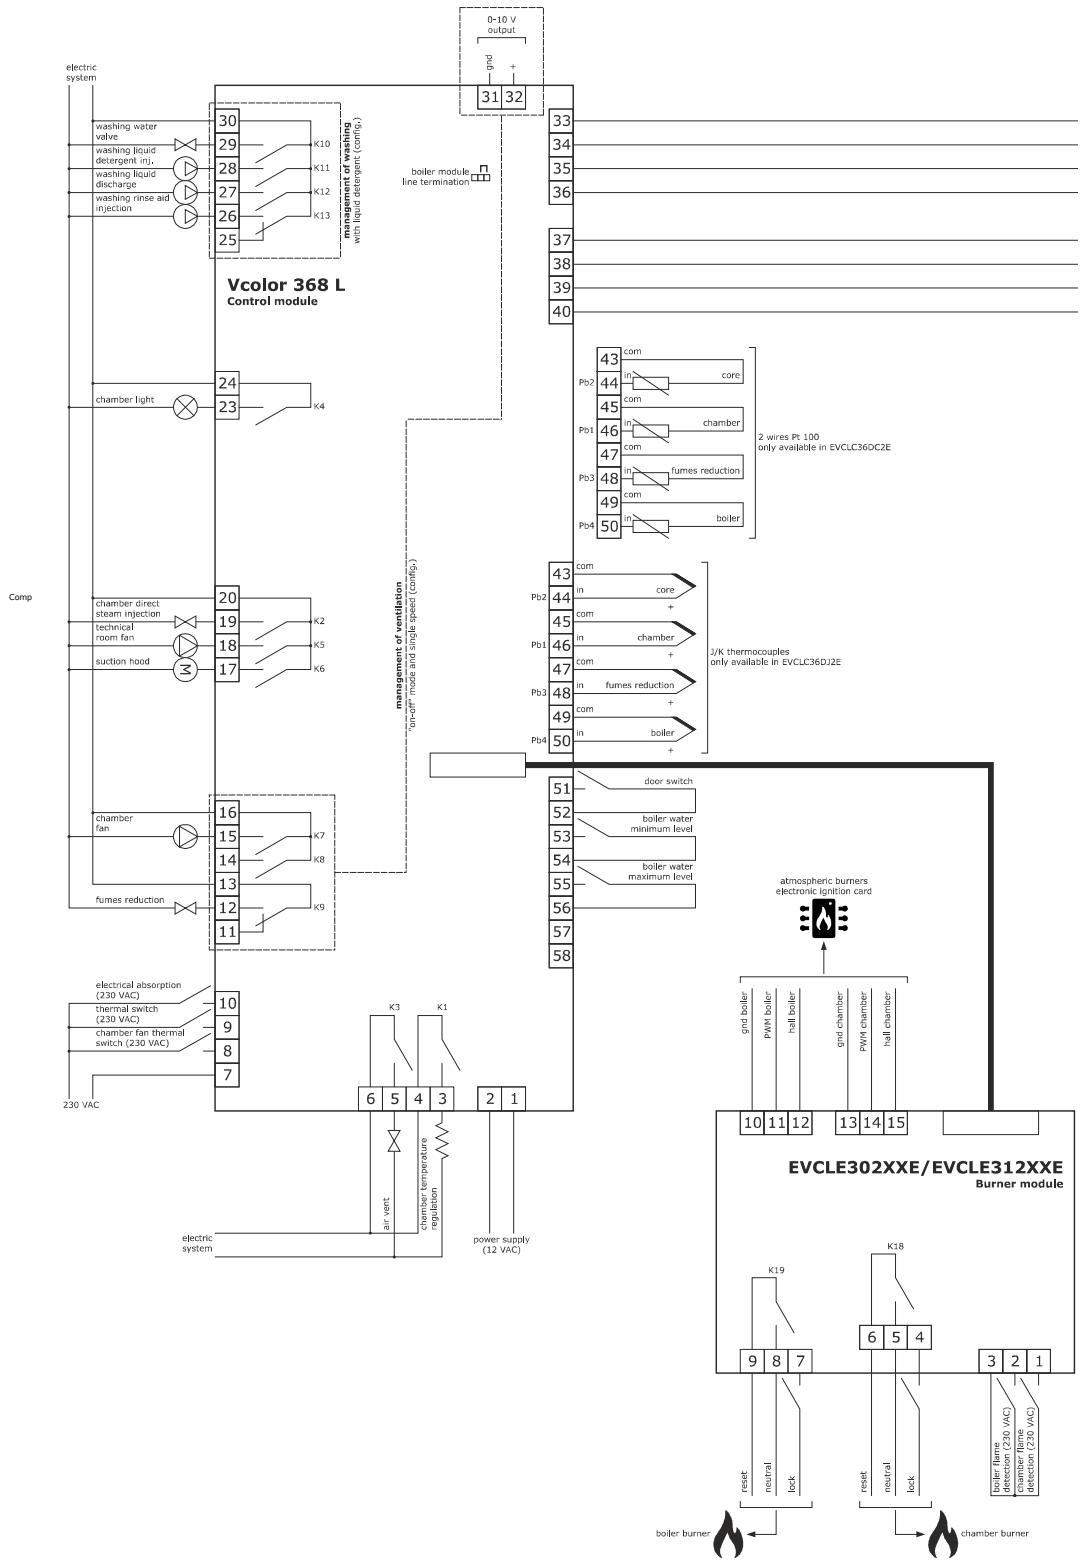 0-10 V
output
gnd
+
31 32
electric
system
30
washing water
valve
29
K10
washing liquid
detergent inj.
28
K11
washing liquid
discharge
27
K12
washing rinse aid
injection
26
K13
25
management of washing
with liquid detergent (config.)
boiler module
line termination
33
34
35
36
37
38
39
40
Vcolor 368 L
Control module
24
chamber light
23
K4
43 com
Pb2 44 in core
45 com
Pb1 46 in chamber
47 com
Pb3 48 in fumes reduction
49 com
Pb4 50 in boiler
2 wires Pt 100
only available in EVCLC36DC2E
Comp
20
chamber direct
steam injection
19
K2
technical
room fan
18
K5
suction hood
M
17
K6
management of ventilation
"on-off" mode and single speed (config.)
43 com
Pb2 44 in core
+
45 com
Pb1 46 in chamber
+
47 com
Pb3 48 in fumes reduction
+
49 com
Pb4 50 in boiler
+
J/K thermocouples
only available in EVCLC36DJ2E
51 door switch
52
53 boiler water
minimum level
54
55 boiler water
maximum level
56
57
58
16
chamber
fan
15
K7
14
K8
13
fumes reduction
12
K9
11
electrical absorption
(230 VAC)
10
thermal switch
(230 VAC)
9
chamber fan thermal
switch (230 VAC)
8
7
230 VAC
K3
K1
6 5 4 3 2 1
air vent
chamber temperature
regulation
electric
system
power supply
(12 VAC)
atmospheric burners
electronic ignition card
gnd boiler
PWM boiler
hall boiler
gnd chamber
PWM chamber
hall chamber
10 11 12 13 14 15
EVCLE302XXE/EVCLE312XXE
Burner module
K18
K19
6 5 4
9 8 7
3 2 1
reset
neutral
lock
reset
neutral
lock
boiler flame
detection (230 VAC)
chamber flame
detection (230 VAC)
boiler burner
chamber burner